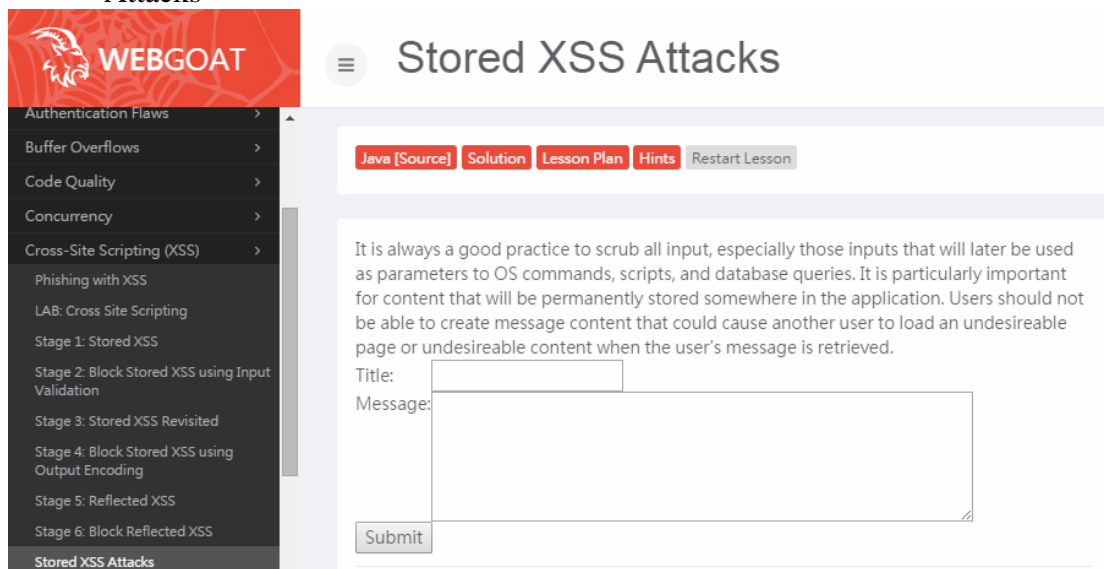 Attacks
WEBGOAT
≡ Stored XSS Attacks
Authentication Flaws >
Buffer Overflows >
Code Quality >
Concurrency >
Cross-Site Scripting (XSS) >
Phishing with XSS
LAB: Cross Site Scripting
Stage 1: Stored XSS
Stage 2: Block Stored XSS using Input
Validation
Stage 3: Stored XSS Revisited
Stage 4: Block Stored XSS using
Output Encoding
Stage 5: Reflected XSS
Stage 6: Block Reflected XSS
Stored XSS Attacks
Java [Source] Solution Lesson Plan Hints Restart Lesson
It is always a good practice to scrub all input, especially those inputs that will later be used
as parameters to OS commands, scripts, and database queries. It is particularly important
for content that will be permanently stored somewhere in the application. Users should not
be able to create message content that could cause another user to load an undesireable
page or undesireable content when the user's message is retrieved.
Title:
Message:
Submit